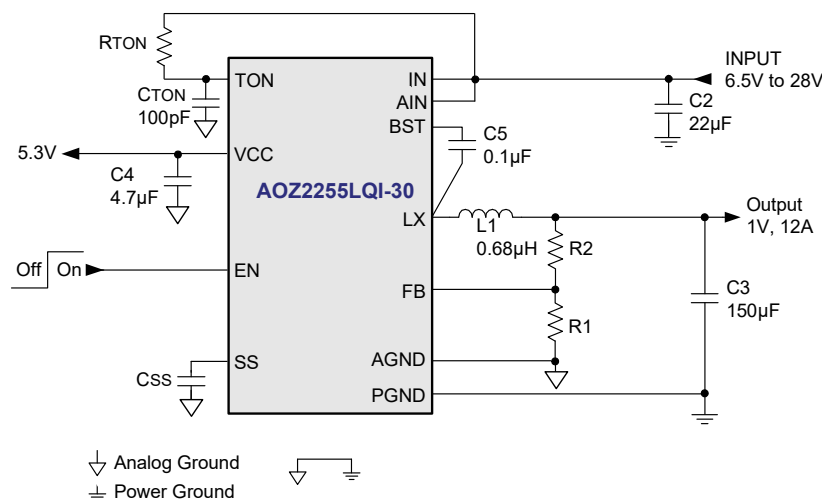 RTON
TON
CTON
100pF
5.3V
VCC
C4
4.7µF
AOZ2255LQI-30
Off
On
EN
SS
CSS
IN
AIN
BST
LX
FB
AGND
PGND
INPUT
6.5V to 28V
C2
22µF
C5
0.1µF
L1
0.68µH
R2
R1
Output
1V, 12A
C3
150µF
Analog Ground
Power Ground